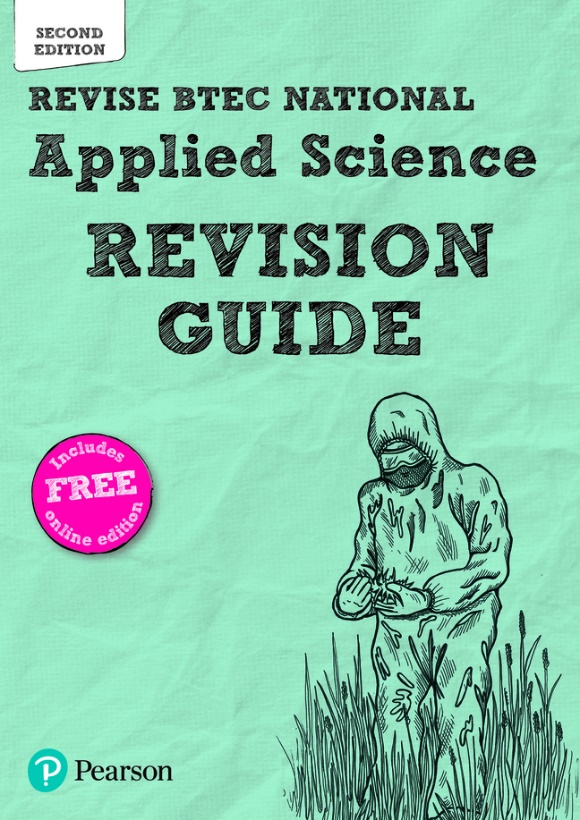 SECOND
EDITION
REVISE BTEC NATIONAL
Applied Science
REVISION
GUIDE
Includes
FREE
online edition
P Pearson